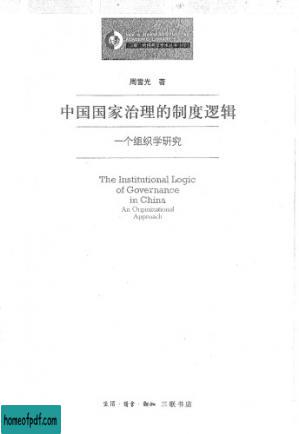 周雪光 著
中国国家治理的制度逻辑
一个组织学研究
The Institutional Logic
of Governance
in China
An Organizational
Approach
生活·读书·新知 三联书店
homeofpdf.com